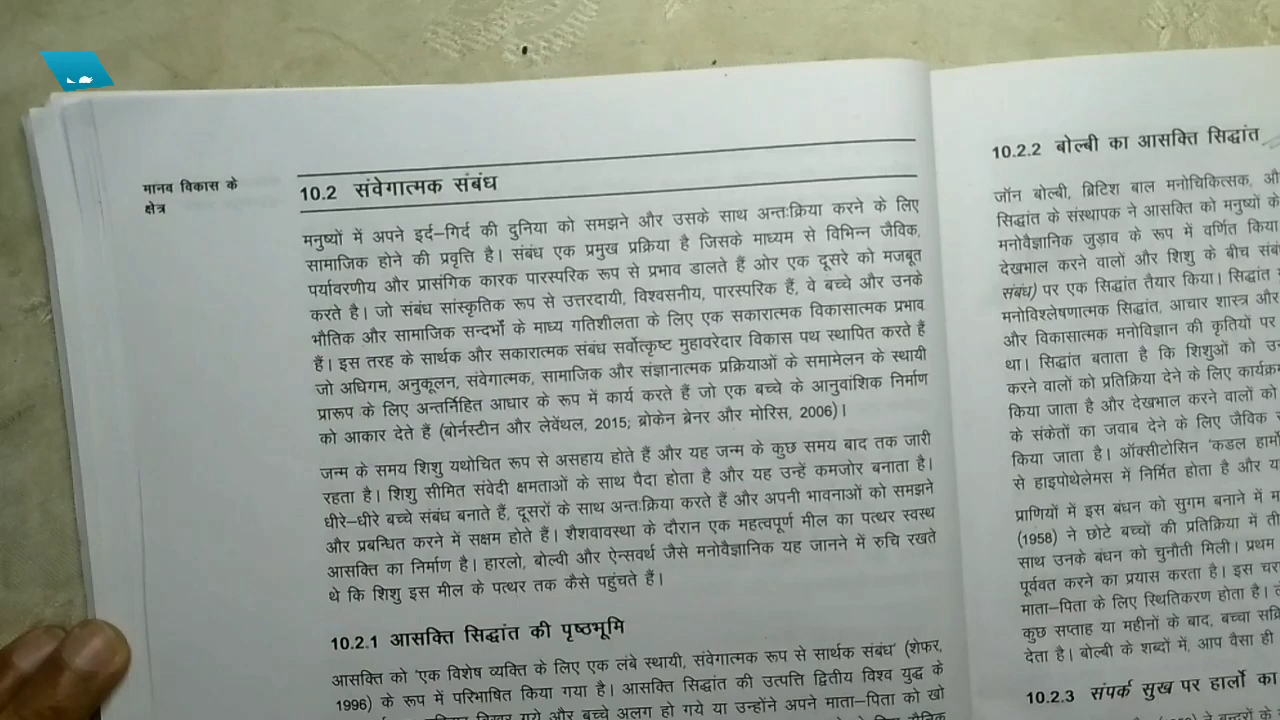 मानव विकास के
क्षेत्र
10.2 संवेगात्मक संबंध
मनुष्यों में अपने इर्द–गिर्द की दुनिया को समझने और उसके साथ अन्तःक्रिया करने के लिए
सामाजिक होने की प्रवृत्ति है। संबंध एक प्रमुख प्रक्रिया है जिसके माध्यम से विभिन्न जैविक,
पर्यावरणीय और प्रासंगिक कारक पारस्परिक रूप से प्रभाव डालते हैं ओर एक दूसरे को मजबूत
करते है। जो संबंध सांस्कृतिक रूप से उत्तरदायी, विश्वसनीय, पारस्परिक हैं, वे बच्चे और उनके
भौतिक और सामाजिक सन्दर्भो के माध्य गतिशीलता के लिए एक सकारात्मक विकासात्मक प्रभाव
हैं। इस तरह के सार्थक और सकारात्मक संबंध सर्वोत्कृष्ट मुहावरेदार विकास पथ स्थापित करते हैं
जो अधिगम, अनुकूलन, संवेगात्मक, सामाजिक और संज्ञानात्मक प्रक्रियाओं के समामेलन के स्थायी
प्रारूप के लिए अन्तर्निहित आधार के रूप में कार्य करते हैं जो एक बच्चे के आनुवांशिक निर्माण
को आकार देते हैं (बोर्नस्टीन और लेवेंथल, 2015; ब्रोकेन ब्रेनर और मोरिस, 2006)।
जन्म के समय शिशु यथोचित रूप से असहाय होते हैं और यह जन्म के कुछ समय बाद तक जारी
रहता है। शिशु सीमित संवेदी क्षमताओं के साथ पैदा होता है और यह उन्हें कमजोर बनाता है।
धीरे–धीरे बच्चे संबंध बनाते हैं, दूसरों के साथ अन्तःक्रिया करते हैं और अपनी भावनाओं को समझने
और प्रबन्धित करने में सक्षम होते हैं। शैशवावस्था के दौरान एक महत्वपूर्ण मील का पत्थर स्वस्थ
आसक्ति का निर्माण है। हारलो, बोल्वी और ऐन्सवर्थ जैसे मनोवैज्ञानिक यह जानने में रुचि रखते
थे कि शिशु इस मील के पत्थर तक कैसे पहुंचते हैं।
10.2.1 आसक्ति सिद्धांत की पृष्ठभूमि
आसक्ति को 'एक विशेष व्यक्ति के लिए एक लंबे स्थायी, संवेगात्मक रूप से सार्थक संबंध' (शेफर,
1996) के रूप में परिभाषित किया गया है। आसक्ति सिद्धांत की उत्पत्ति द्वितीय विश्व युद्ध के
गये और बच्चे अलग हो गये या उन्होंने अपने माता–पिता को खो
10.2.2 बोल्बी का आसक्ति सिद्धांत
जॉन बोल्बी, ब्रिटिश बाल मनोचिकित्सक,
सिद्धांत के संस्थापक ने आसक्ति को मनुष्यों के
मनोवैज्ञानिक जुड़ाव के रूप में वर्णित किया
देखभाल करने वालों और शिशु के बीच
संबंध) पर एक सिद्धांत तैयार किया। सिद्धांत
मनोविश्लेषणात्मक सिद्धांत, आचार शास्त्र और
और विकासात्मक मनोविज्ञान की कृतियों पर
था। सिद्धांत बताता है कि शिशुओं को
करने वालों को प्रतिक्रिया देने के लिए
किया जाता है और देखभाल करने वालों को
के संकेतों का जवाब देने के लिए जैविक
किया जाता है। ऑक्सीटोसिन 'कडल
से हाइपोथेलेमस में निर्मित होता है और
प्राणियों में इस बंधन को सुगम बनाने में
(1958) ने छोटे बच्चों की प्रतिक्रिया में
साथ उनके बंधन को चुनौती मिली। प्रथम
पूर्ववत करने का प्रयास करता है। इस
माता–पिता के लिए स्थितिकरण होता है।
कुछ सप्ताह या महीनों के बाद, बच्चा
देता है। बोल्बी के शब्दों में, आप वैसा ही
10.2.3 संपर्क सुख पर हार्लो का